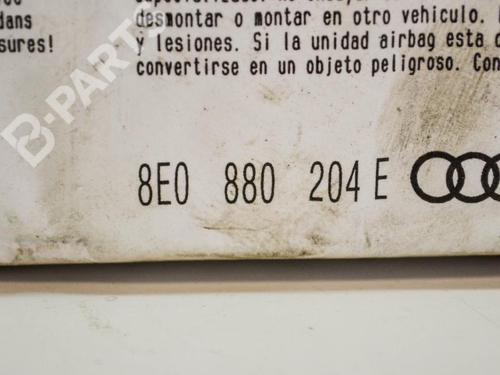 dans
sures!
desmontar o montar en otro vehiculo.
y lesiones. Si la unidad airbag esta
convertirse en un objeto peligroso. Con
8E0 880 204 E
B-PARTS